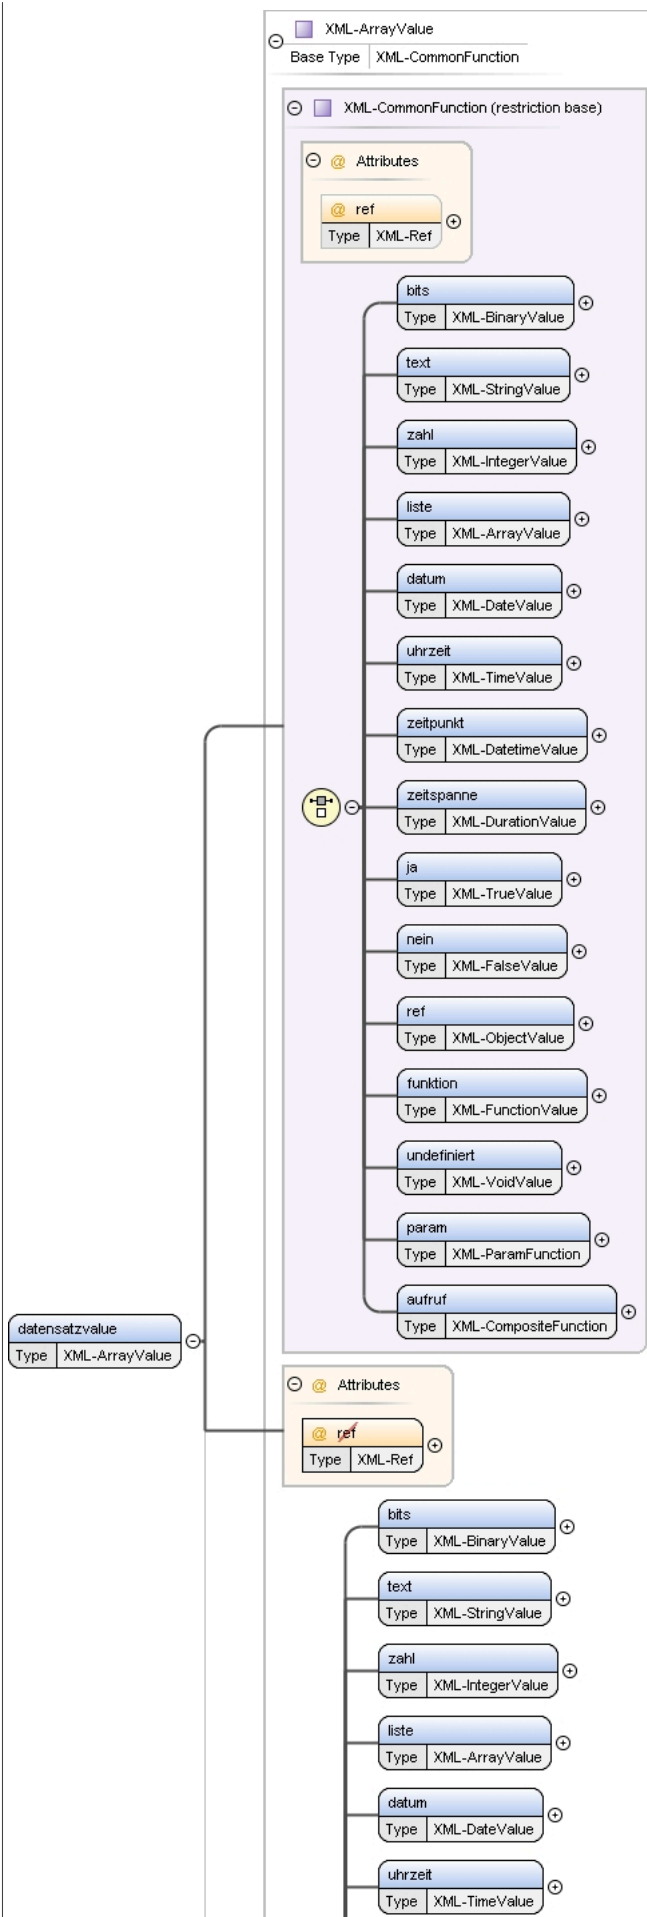 XML-ArrayValue
Base Type XML-CommonFunction
XML-CommonFunction (restriction base)
@ Attributes
@ ref
Type XML-Ref
bits
Type XML-BinaryValue
text
Type XML-StringValue
zahl
Type XML-IntegerValue
liste
Type XML-ArrayValue
datum
Type XML-DateValue
uhrzeit
Type XML-TimeValue
zeitpunkt
Type XML-DatetimeValue
zeitspanne
Type XML-DurationValue
ja
Type XML-TrueValue
nein
Type XML-FalseValue
ref
Type XML-ObjectValue
funktion
Type XML-FunctionValue
undefiniert
Type XML-VoidValue
param
Type XML-ParamFunction
aufruf
Type XML-CompositeFunction
datensatzvalue
Type XML-ArrayValue
@ Attributes
@ ref
Type XML-Ref
bits
Type XML-BinaryValue
text
Type XML-StringValue
zahl
Type XML-IntegerValue
liste
Type XML-ArrayValue
datum
Type XML-DateValue
uhrzeit
Type XML-TimeValue